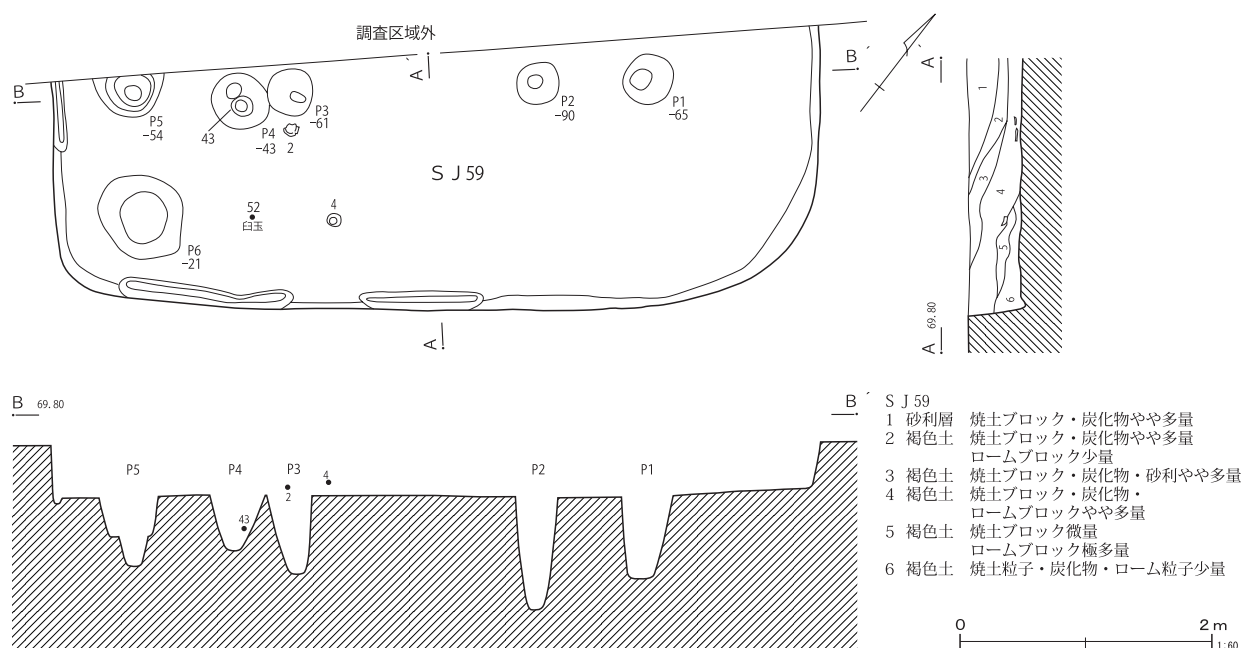 調査区域外
A´
B
B´
A´
P5
-54
43
P4
-43
P3
-61
2
P2
-90
P1
-65
SJ59
52
臼玉
4
P6
-21
A
1
2
3
4
5
6
A 69.80
B 69.80
B´
P5
P4
P3
4
2
43
P2
P1
SJ59
1 砂利層 焼土ブロック・炭化物やや多量
2 褐色土 焼土ブロック・炭化物やや多量
ロームブロック少量
3 褐色土 焼土ブロック・炭化物・砂利やや多量
4 褐色土 焼土ブロック・炭化物・
ロームブロックやや多量
5 褐色土 焼土ブロック微量
ロームブロック極多量
6 褐色土 焼土粒子・炭化物・ローム粒子少量
0 2m
1:60